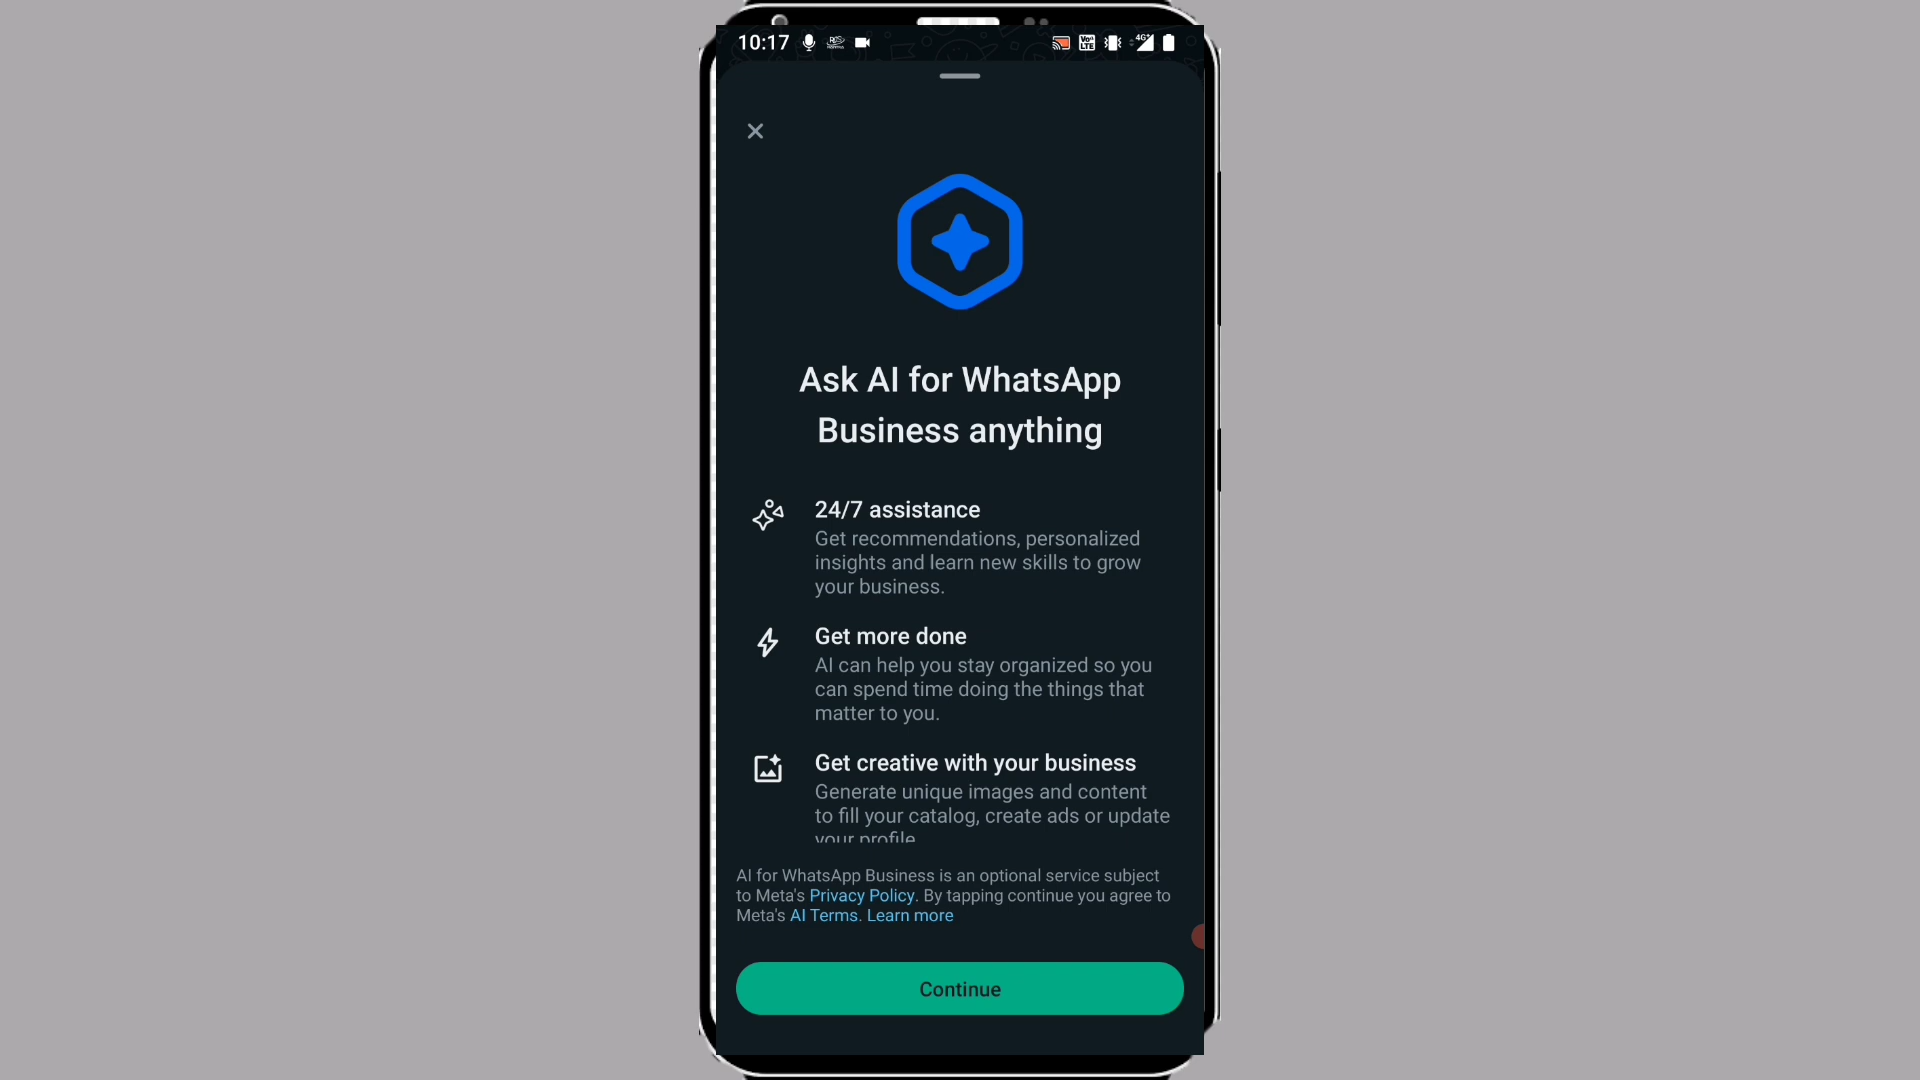 10:17
4G+
Vo
LTE
Ask AI for WhatsApp
Business anything
24/7 assistance
Get recommendations, personalized
insights and learn new skills to grow
your business.
Get more done
AI can help you stay organized so you
can spend time doing the things that
matter to you.
Get creative with your business
Generate unique images and content
to fill your catalog, create ads or update
your profile
AI for WhatsApp Business is an optional service subject
to Meta's Privacy Policy. By tapping continue you agree to
Meta's AI Terms. Learn more
Continue